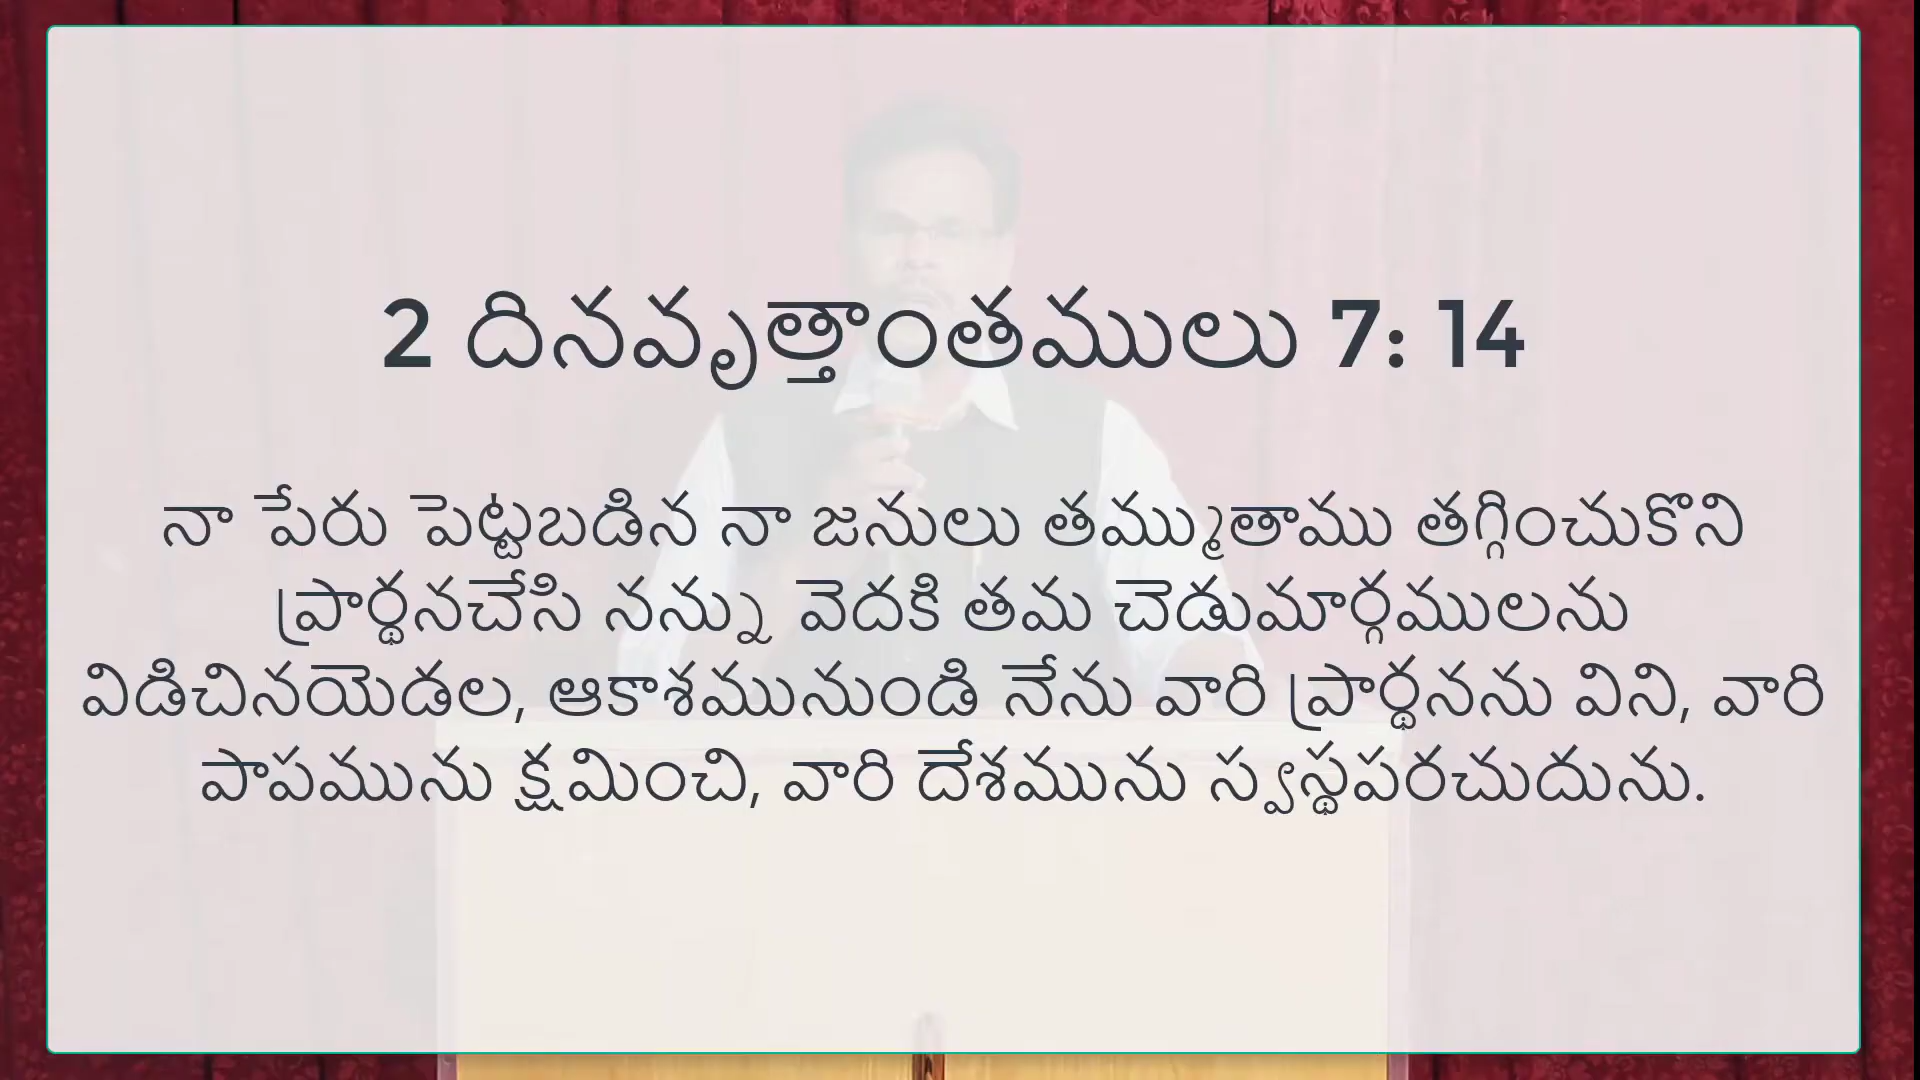 2 దినవృత్తాంతములు 7: 14
నా పేరు పెట్టబడిన నా జనులు తమ్ముతాము తగ్గించుకొని
ప్రార్థనచేసి నన్ను వెదకి తమ చెడుమార్గములను
విడిచినయెడల, ఆకాశమునుండి నేను వారి ప్రార్థనను విని, వారి
పాపమును క్షమించి, వారి దేశమును స్వస్థపరచుదును.